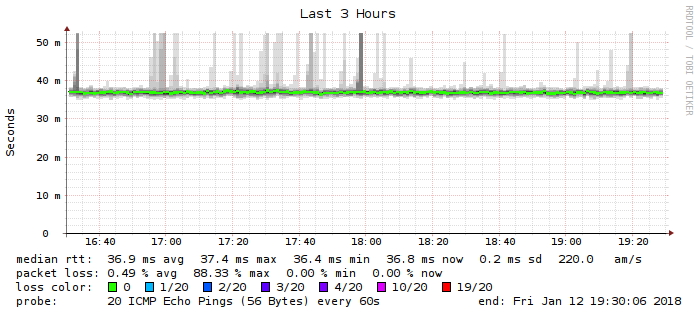 Last 3 Hours
RRDTOOL / TOBI OETIKER
Seconds
50 m
40 m
30 m
20 m
10 m
0
16:40 17:00 17:20 17:40 18:00 18:20 18:40 19:00 19:20
median rtt: 36.9 ms avg 37.4 ms max 36.4 ms min 36.8 ms now 0.2 ms sd 220.0 am/s
packet loss: 0.49 % avg 88.33 % max 0.00 % min 0.00 % now
loss color: 0 1/20 2/20 3/20 4/20 10/20 19/20
probe: 20 ICMP Echo Pings (56 Bytes) every 60s end: Fri Jan 12 19:30:06 2018